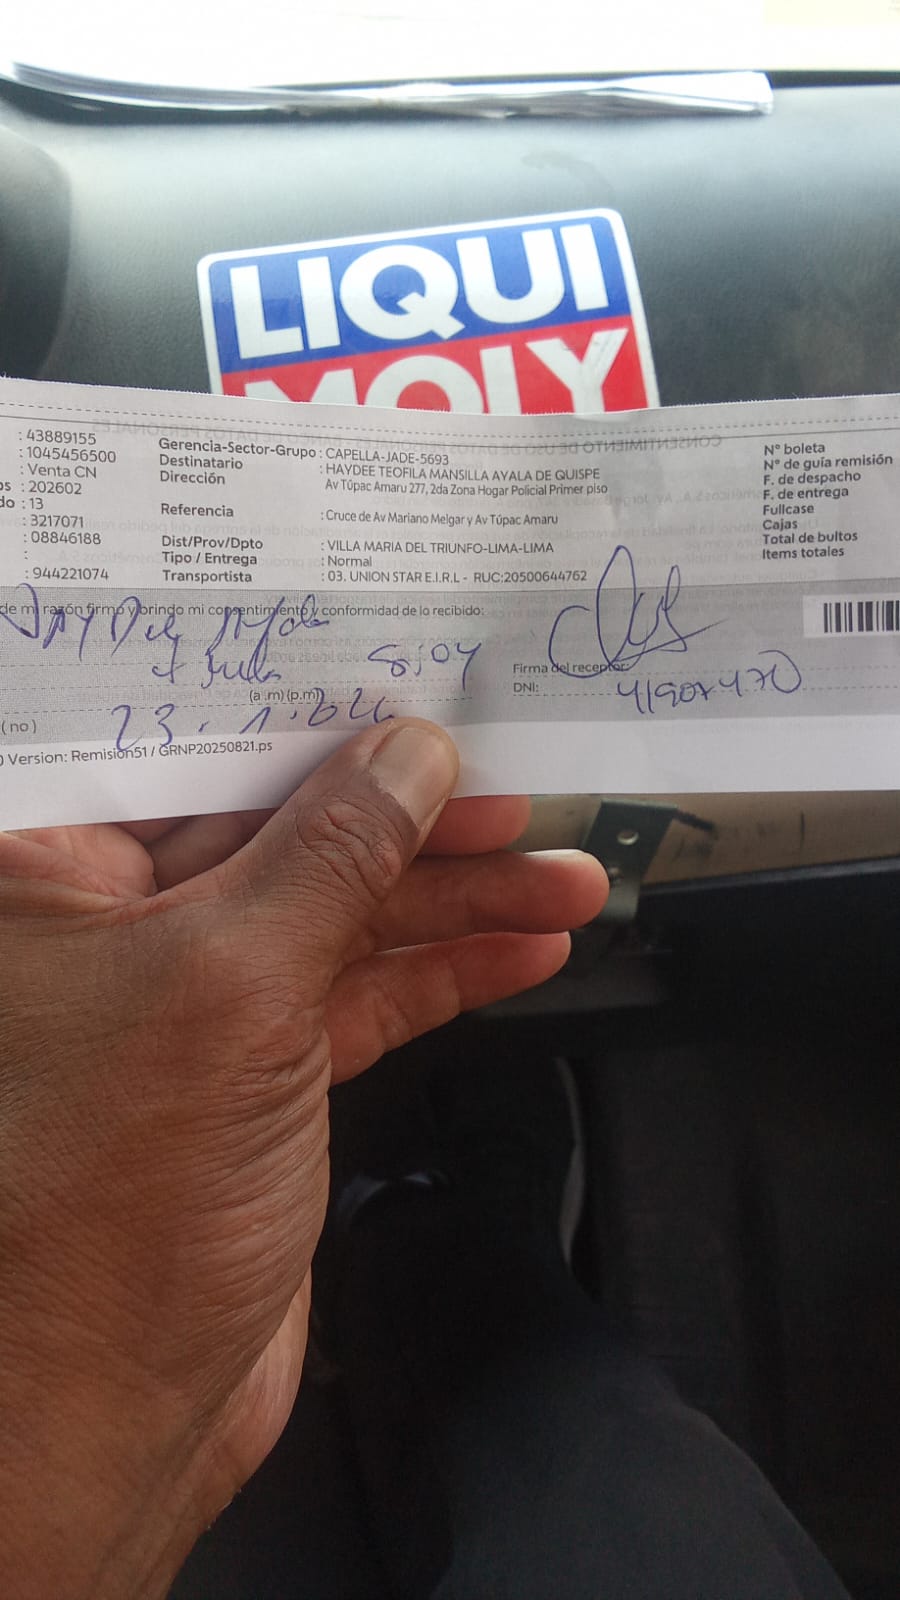 LIQUI
MOLY
: 43889155
: 1045456500
: Venta CN
os : 202602
do : 13
: 3217071
: 08846188
:
: 944221074
Gerencia-Sector-Grupo : CAPELLA-JADE-5693
Destinatario : HAYDEE TEOFILA MANSILLA AYALA DE QUISPE
Dirección Av Túpac Amaru 277, 2da Zona Hogar Policial Primer piso
Referencia : Cruce de Av Mariano Melgar y Av Túpac Amaru
Dist/Prov/Dpto : VILLA MARIA DEL TRIUNFO-LIMA-LIMA
Tipo / Entrega : Normal
Transportista : 03. UNION STAR E.I.R.L - RUC:20500644762
N° boleta
N° de guía remisión
F. de despacho
F. de entrega
Fullcase
Cajas
Total de bultos
Items totales
de mi razón firmo y brindo mi consentimiento y conformidad de lo recibido:
8:04
Firma del receptor:
(a .m) (p.m)
DNI:
( no )
) Version: Remision51 / GRNP20250821.ps